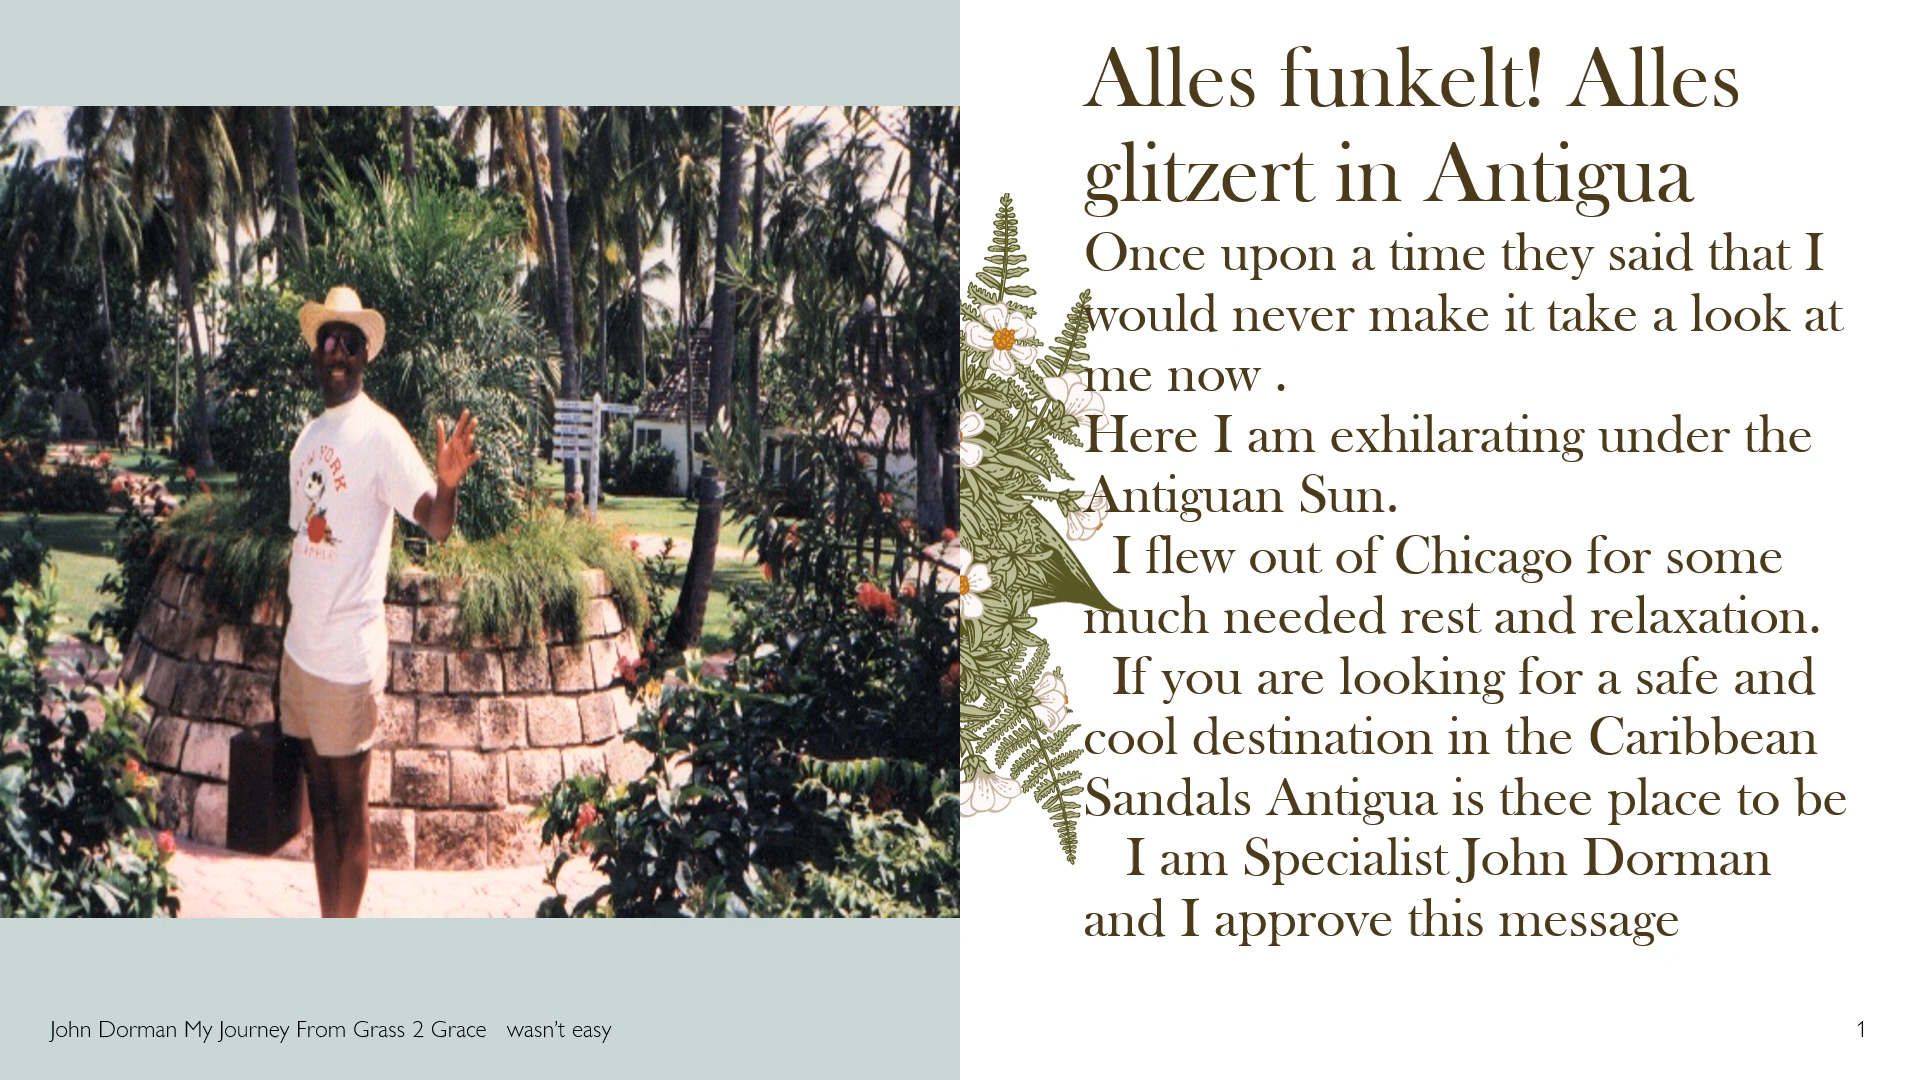 Alles funkelt! Alles
glitzert in Antigua
Once upon a time they said that I
would never make it take a look at
me now .
Here I am exhilarating under the
Antiguan Sun.
I flew out of Chicago for some
much needed rest and relaxation.
If you are looking for a safe and
cool destination in the Caribbean
Sandals Antigua is thee place to be
I am Specialist John Dorman
and I approve this message
NEW YORK
John Dorman My Journey From Grass 2 Grace wasn't easy
1